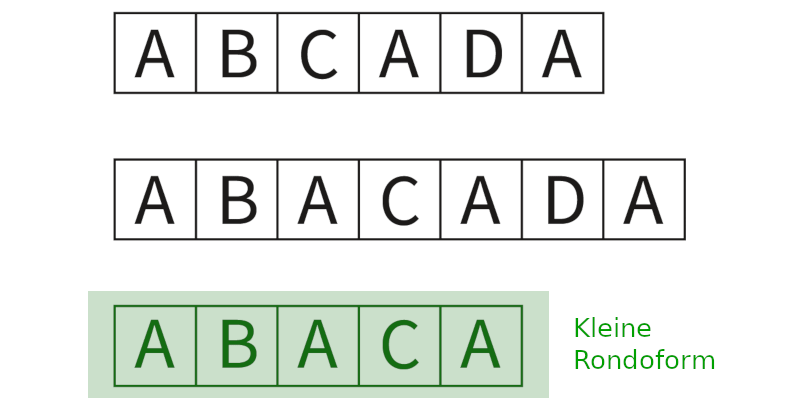 A B C A D A
A B A C A D A
A B A C A
Kleine
Rondoform